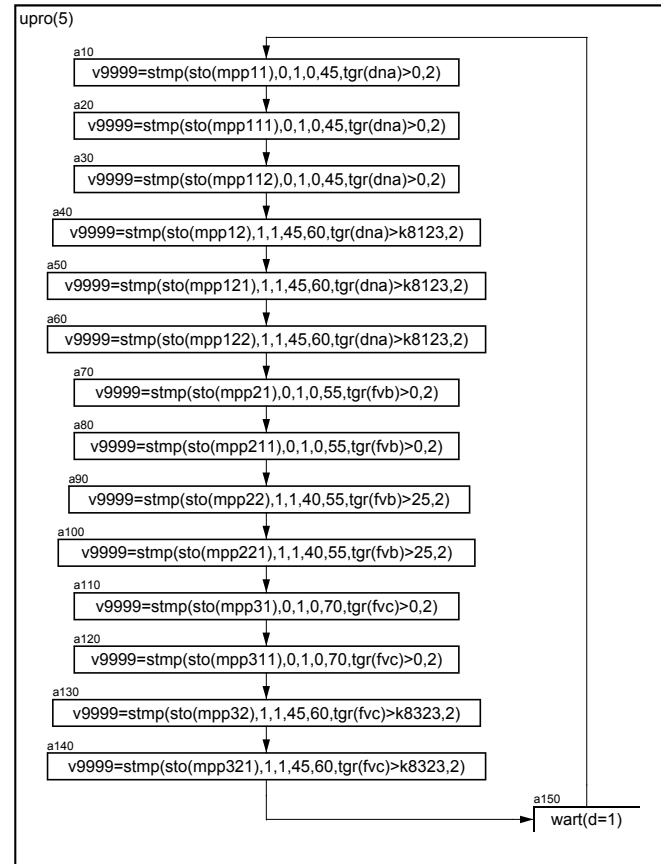 upro(5)
a10
v9999=stmp(sto(mpp11),0,1,0,45,tgr(dna)>0,2)
a20
v9999=stmp(sto(mpp111),0,1,0,45,tgr(dna)>0,2)
a30
v9999=stmp(sto(mpp112),0,1,0,45,tgr(dna)>0,2)
a40
v9999=stmp(sto(mpp12),1,1,45,60,tgr(dna)>k8123,2)
a50
v9999=stmp(sto(mpp121),1,1,45,60,tgr(dna)>k8123,2)
a60
v9999=stmp(sto(mpp122),1,1,45,60,tgr(dna)>k8123,2)
a70
v9999=stmp(sto(mpp21),0,1,0,55,tgr(fvb)>0,2)
a80
v9999=stmp(sto(mpp211),0,1,0,55,tgr(fvb)>0,2)
a90
v9999=stmp(sto(mpp22),1,1,40,55,tgr(fvb)>25,2)
a100
v9999=stmp(sto(mpp221),1,1,40,55,tgr(fvb)>25,2)
a110
v9999=stmp(sto(mpp31),0,1,0,70,tgr(fvc)>0,2)
a120
v9999=stmp(sto(mpp311),0,1,0,70,tgr(fvc)>0,2)
a130
v9999=stmp(sto(mpp32),1,1,45,60,tgr(fvc)>k8323,2)
a140
v9999=stmp(sto(mpp321),1,1,45,60,tgr(fvc)>k8323,2)
a150
wart(d=1)